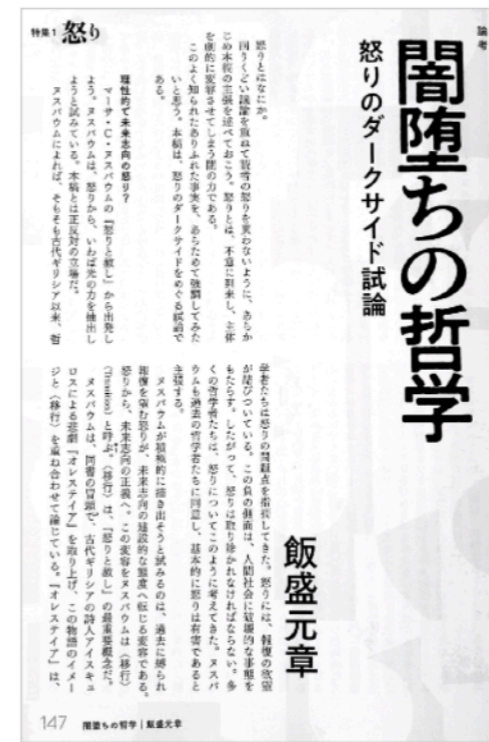 論考
闇堕ちの哲学
怒りのダークサイド試論
飯盛元章
特集1 怒り
怒りとはなにか。
回りくどい議論を重ねて読者の怒りを買わないように、あらか
じめ本稿の主張を述べておこう。怒りとは、不意に到来し、主体
を劇的に変容させてしまう闇の力である。
このよく知られたありふれた事実を、あらためて強調してみた
いと思う。本稿は、怒りのダークサイドをめぐる試論で
ある。
理性的で未来志向の怒り?
マーサ・C・ヌスバウムの『怒りと赦し』から出発し
よう。ヌスバウムは、怒りから、いわば光の力を抽出し
ようと試みている。本稿とは正反対の立場だ。
ヌスバウムによれば、そもそも古代ギリシア以来、哲
学者たちは怒りの問題点を指摘してきた。怒りには、報復の欲望
が結びついている。この負の側面は、人間社会に破壊的な事態を
もたらす。したがって、怒りは取り除かれなければならない。多
くの哲学者たちは、怒りについてこのように考えてきた。ヌスバ
ウムも過去の哲学者たちに同意し、基本的に怒りは有害であると
主張する。
ヌスバウムが積極的に描き出そうと試みるのは、過去に縛られ
報復を望む怒りが、未来志向の建設的な態度へ転じる変容である。
怒りから、未来志向の正義へ。この変容をヌスバウムは〈移行〉
(Transition)と呼ぶ。〈移行〉は、『怒りと赦し』の最重要概念だ。
ヌスバウムは、同書の冒頭で、古代ギリシアの詩人アイスキュ
ロスによる悲劇『オレステイア』を取り上げ、この物語のイメー
ジと〈移行〉を重ね合わせて論じている。『オレステイア』は、
147 闇堕ちの哲学|飯盛元章